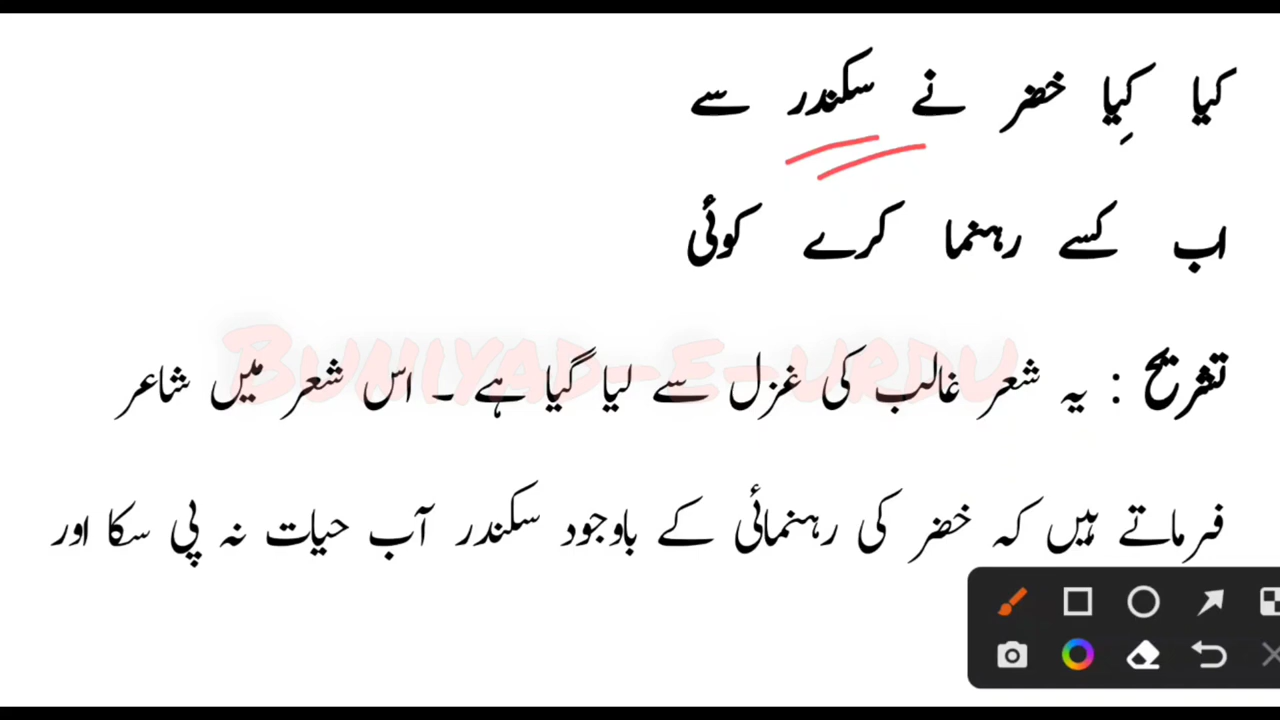 کیا کِیا خضر نے سکندر سے
اب کسے رہنما کرے کوئی
BUNIYAD-E-URDU
تشریح : یہ شعر غالب کی غزل سے لیا گیا ہے ۔ اس شعر میں شاعر
فرماتے ہیں کہ خضر کی رہنمائی کے باوجود سکندر آب حیات نہ پی سکا اور